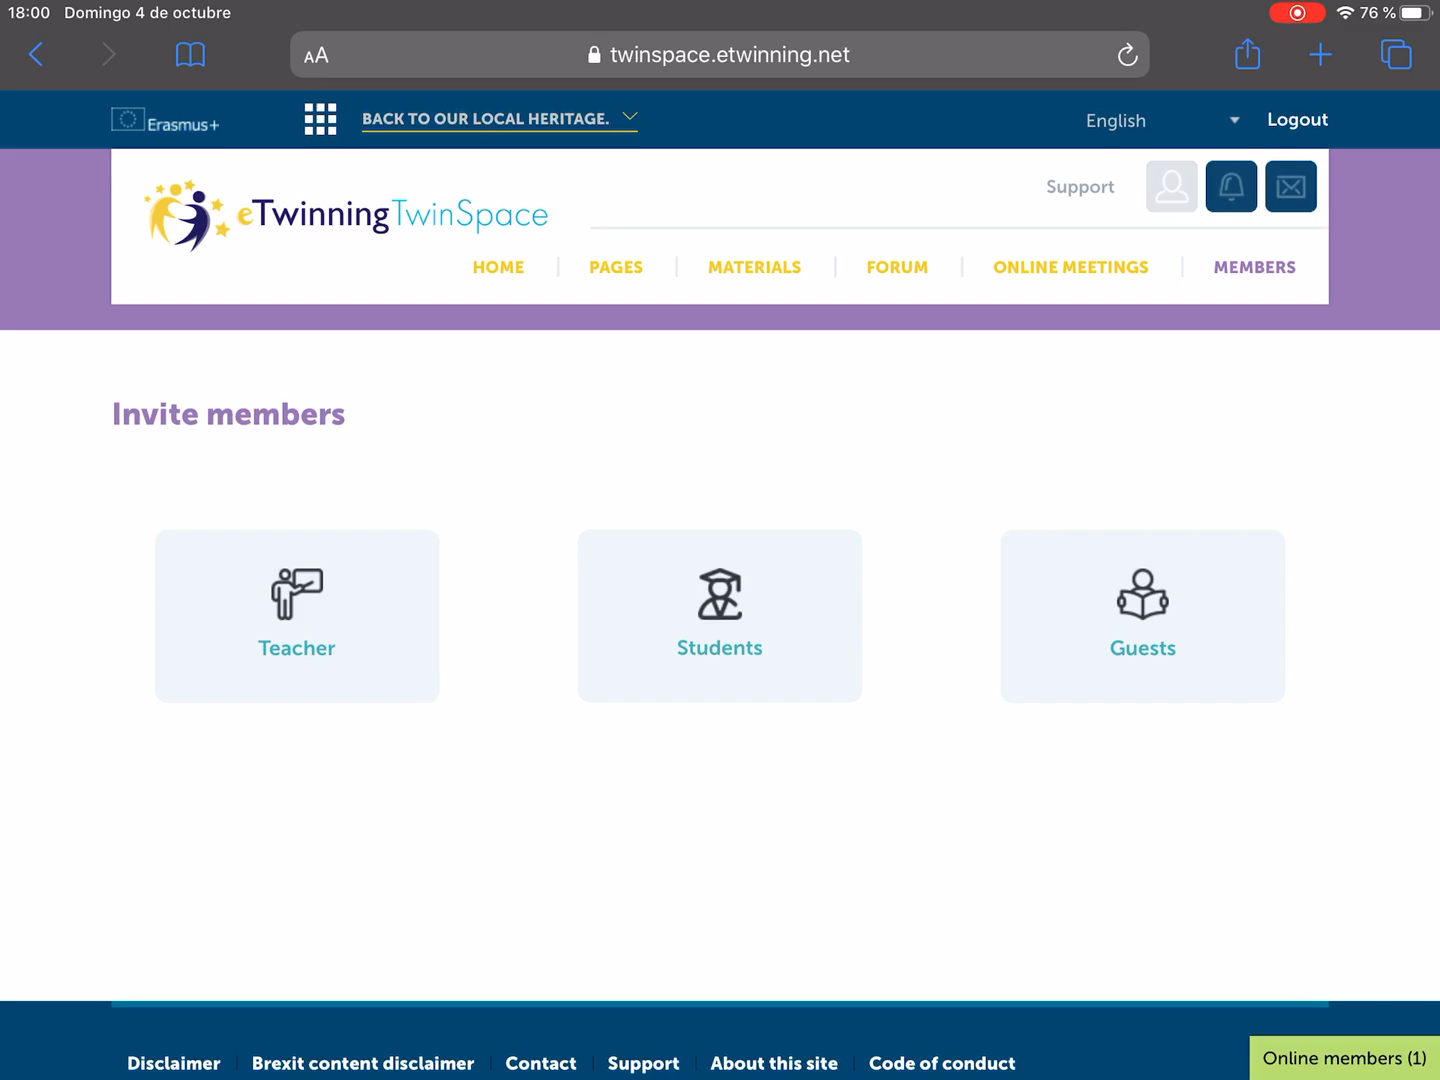 18:00 Domingo 4 de octubre
76 %
AA
twinspace.etwinning.net
Erasmus+
BACK TO OUR LOCAL HERITAGE.
English
Logout
eTwinningTwinSpace
Support
HOME
PAGES
MATERIALS
FORUM
ONLINE MEETINGS
MEMBERS
Invite members
Teacher
Students
Guests
Disclaimer
Brexit content disclaimer
Contact
Support
About this site
Code of conduct
Online members (1)